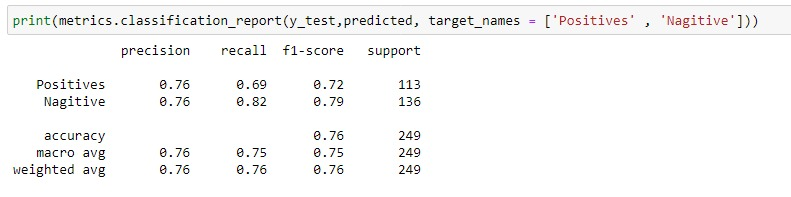 print(metrics.classification_report(y_test,predicted, target_names = ['Positives' , 'Nagitive']))
precision recall f1-score support
Positives 0.76 0.69 0.72 113
Nagitive 0.76 0.82 0.79 136
accuracy 0.76 249
macro avg 0.76 0.75 0.75 249
weighted avg 0.76 0.76 0.76 249